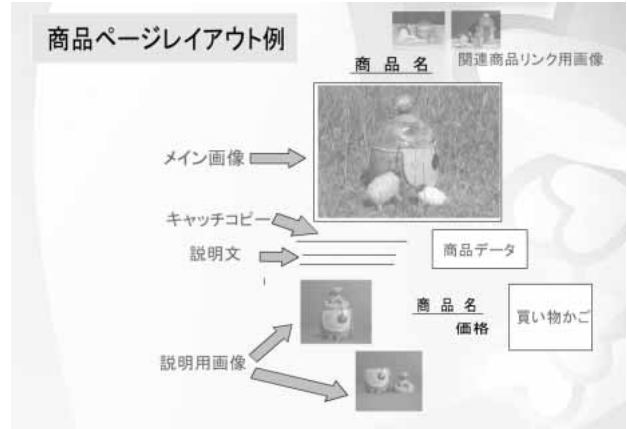 商品ページレイアウト例
関連商品リンク用画像
商 品 名
メイン画像
キャッチコピー
説明文
商品データ
商 品 名
価格
買い物かご
説明用画像